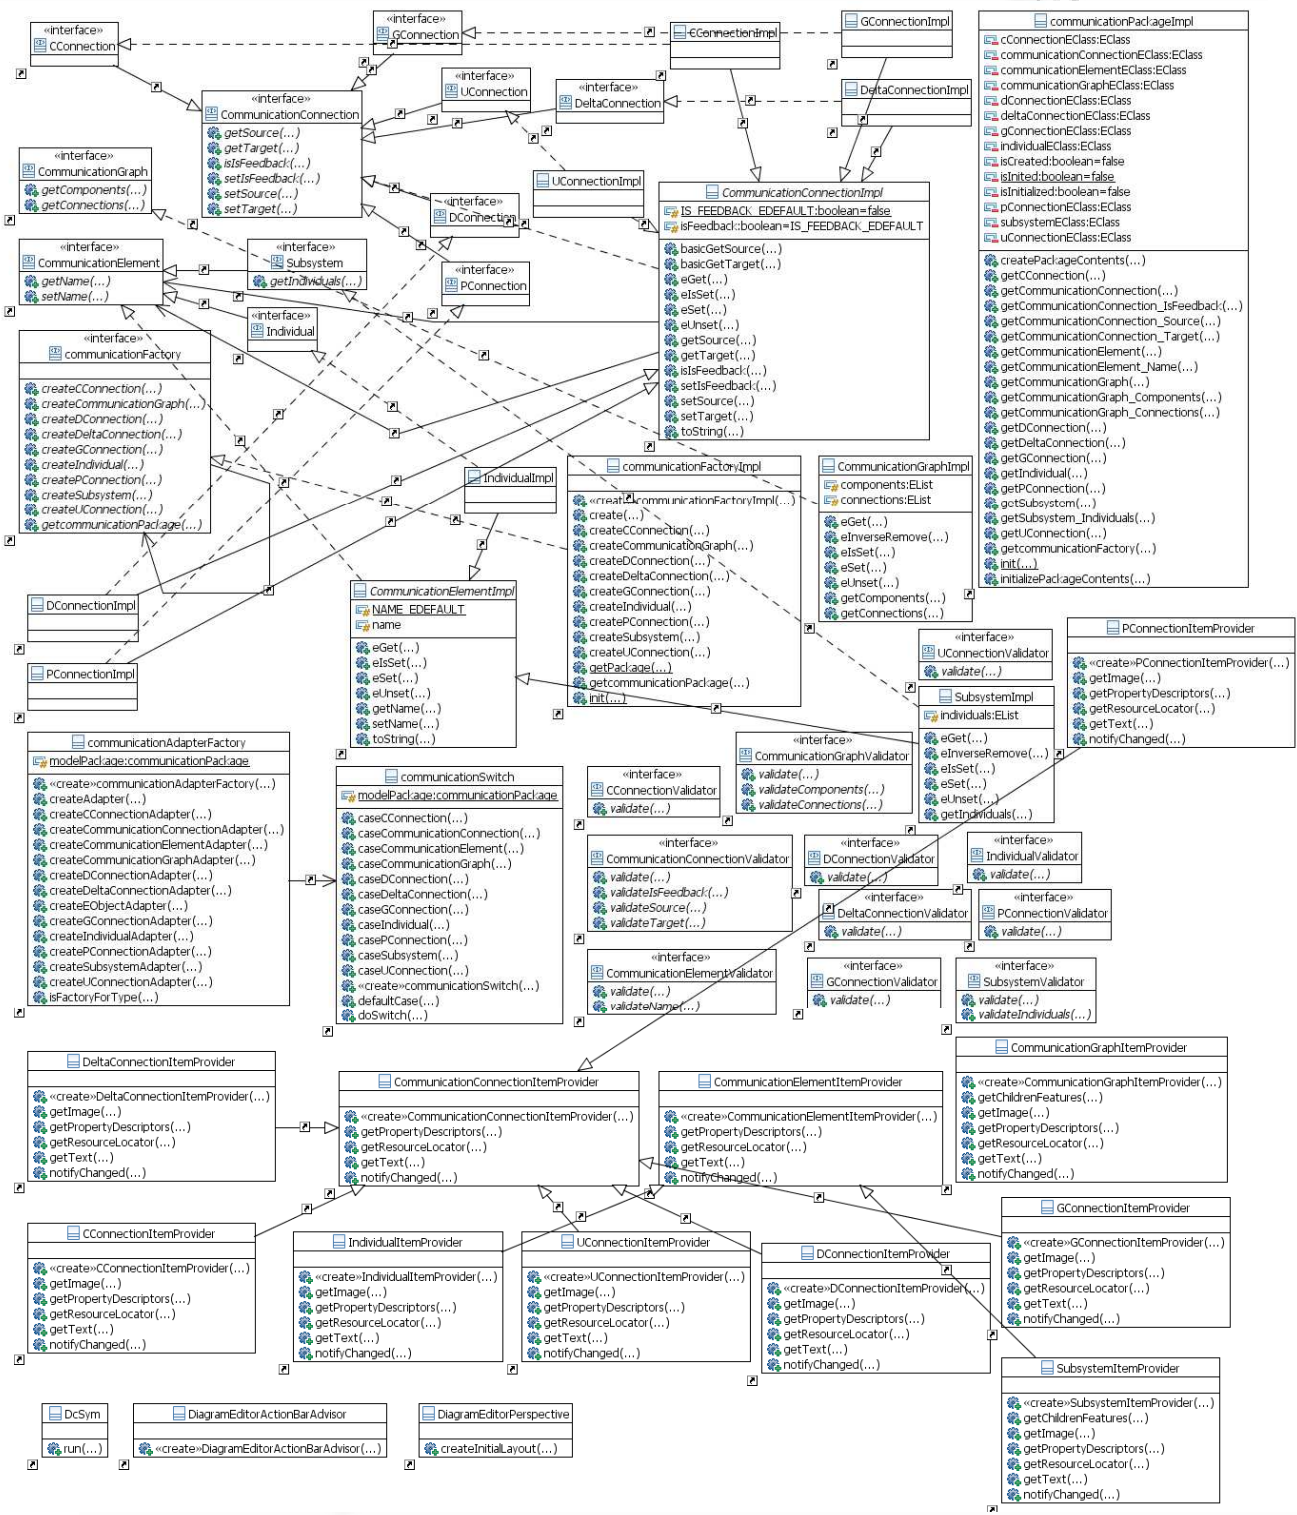 «interface»
CConnection
«interface»
GConnection
CConnectionImpl
GConnectionImpl
communicationPackageImpl
cConnectionEClass:EClass
communicationConnectionEClass:EClass
communicationElementEClass:EClass
communicationGraphEClass:EClass
dConnectionEClass:EClass
deltaConnectionEClass:EClass
gConnectionEClass:EClass
individualEClass:EClass
isCreated:boolean=false
isInited:boolean=false
isInitialized:boolean=false
pConnectionEClass:EClass
subsystemEClass:EClass
uConnectionEClass:EClass
createPackageContents(...)
getCConnection(...)
getCommunicationConnection(...)
getCommunicationConnection_IsFeedback(...)
getCommunicationConnection_Source(...)
getCommunicationConnection_Target(...)
getCommunicationElement(...)
getCommunicationElement_Name(...)
getCommunicationGraph(...)
getCommunicationGraph_Components(...)
getCommunicationGraph_Connections(...)
getDConnection(...)
getDeltaConnection(...)
getGConnection(...)
getIndividual(...)
getPConnection(...)
getSubsystem(...)
getSubsystem_Individuals(...)
getUConnection(...)
getcommunicationFactory(...)
init(...)
initializePackageContents(...)
«interface»
UConnection
«interface»
DeltaConnection
DeltaConnectionImpl
«interface»
CommunicationConnection
getSource(...)
getTarget(...)
isIsFeedback(...)
setIsFeedback(...)
setSource(...)
setTarget(...)
«interface»
CommunicationGraph
getComponents(...)
getConnections(...)
UConnectionImpl
«interface»
DConnection
CommunicationConnectionImpl
IS_FEEDBACK_EDEFAULT:boolean=false
isFeedback:boolean=IS_FEEDBACK_EDEFAULT
basicGetSource(...)
basicGetTarget(...)
eGet(...)
eIsSet(...)
eSet(...)
eUnset(...)
getSource(...)
getTarget(...)
isIsFeedback(...)
setIsFeedback(...)
setSource(...)
setTarget(...)
toString(...)
«interface»
CommunicationElement
getName(...)
setName(...)
«interface»
Subsystem
getIndividuals(...)
«interface»
PConnection
«interface»
Individual
«interface»
communicationFactory
createCConnection(...)
createCommunicationGraph(...)
createDConnection(...)
createDeltaConnection(...)
createGConnection(...)
createIndividual(...)
createPConnection(...)
createSubsystem(...)
createUConnection(...)
getcommunicationPackage(...)
IndividualImpl
communicationFactoryImpl
«create»communicationFactoryImpl(...)
create(...)
createCConnection(...)
createCommunicationGraph(...)
createDConnection(...)
createDeltaConnection(...)
createGConnection(...)
createIndividual(...)
createPConnection(...)
createSubsystem(...)
createUConnection(...)
getPackage(...)
getcommunicationPackage(...)
init(...)
CommunicationGraphImpl
components:EList
connections:EList
eGet(...)
eInverseRemove(...)
eIsSet(...)
eSet(...)
eUnset(...)
getComponents(...)
getConnections(...)
DConnectionImpl
PConnectionImpl
CommunicationElementImpl
NAME_EDEFAULT
name
eGet(...)
eIsSet(...)
eSet(...)
eUnset(...)
getName(...)
setName(...)
toString(...)
«interface»
UConnectionValidator
validate(...)
PConnectionItemProvider
«create»PConnectionItemProvider(...)
getImage(...)
getPropertyDescriptors(...)
getResourceLocator(...)
getText(...)
notifyChanged(...)
SubsystemImpl
individuals:EList
eGet(...)
eInverseRemove(...)
eIsSet(...)
eSet(...)
eUnset(...)
getIndividuals(...)
communicationAdapterFactory
modelPackage:communicationPackage
«create»communicationAdapterFactory(...)
createAdapter(...)
createCConnectionAdapter(...)
createCommunicationConnectionAdapter(...)
createCommunicationElementAdapter(...)
createCommunicationGraphAdapter(...)
createDConnectionAdapter(...)
createDeltaConnectionAdapter(...)
createEObjectAdapter(...)
createGConnectionAdapter(...)
createIndividualAdapter(...)
createPConnectionAdapter(...)
createSubsystemAdapter(...)
createUConnectionAdapter(...)
isFactoryForType(...)
communicationSwitch
modelPackage:communicationPackage
caseCConnection(...)
caseCommunicationConnection(...)
caseCommunicationElement(...)
caseCommunicationGraph(...)
caseDConnection(...)
caseDeltaConnection(...)
caseGConnection(...)
caseIndividual(...)
casePConnection(...)
caseSubsystem(...)
caseUConnection(...)
«create»communicationSwitch(...)
defaultCase(...)
doSwitch(...)
«interface»
CConnectionValidator
validate(...)
«interface»
CommunicationGraphValidator
validate(...)
validateComponents(...)
validateConnections(...)
«interface»
CommunicationConnectionValidator
validate(...)
validateIsFeedback(...)
validateSource(...)
validateTarget(...)
«interface»
DConnectionValidator
validate(...)
«interface»
IndividualValidator
validate(...)
«interface»
DeltaConnectionValidator
validate(...)
«interface»
PConnectionValidator
validate(...)
«interface»
CommunicationElementValidator
validate(...)
validateName(...)
«interface»
GConnectionValidator
validate(...)
«interface»
SubsystemValidator
validate(...)
validateIndividuals(...)
DeltaConnectionItemProvider
«create»DeltaConnectionItemProvider(...)
getImage(...)
getPropertyDescriptors(...)
getResourceLocator(...)
getText(...)
notifyChanged(...)
CommunicationConnectionItemProvider
«create»CommunicationConnectionItemProvider(...)
getPropertyDescriptors(...)
getResourceLocator(...)
getText(...)
notifyChanged(...)
CommunicationElementItemProvider
«create»CommunicationElementItemProvider(...)
getPropertyDescriptors(...)
getResourceLocator(...)
getText(...)
notifyChanged(...)
CommunicationGraphItemProvider
«create»CommunicationGraphItemProvider(...)
getChildrenFeatures(...)
getImage(...)
getPropertyDescriptors(...)
getResourceLocator(...)
getText(...)
notifyChanged(...)
CConnectionItemProvider
«create»CConnectionItemProvider(...)
getImage(...)
getPropertyDescriptors(...)
getResourceLocator(...)
getText(...)
notifyChanged(...)
IndividualItemProvider
«create»IndividualItemProvider(...)
getImage(...)
getPropertyDescriptors(...)
getResourceLocator(...)
getText(...)
notifyChanged(...)
UConnectionItemProvider
«create»UConnectionItemProvider(...)
getImage(...)
getPropertyDescriptors(...)
getResourceLocator(...)
getText(...)
notifyChanged(...)
DConnectionItemProvider
«create»DConnectionItemProvider(...)
getImage(...)
getPropertyDescriptors(...)
getResourceLocator(...)
getText(...)
notifyChanged(...)
GConnectionItemProvider
«create»GConnectionItemProvider(...)
getImage(...)
getPropertyDescriptors(...)
getResourceLocator(...)
getText(...)
notifyChanged(...)
SubsystemItemProvider
«create»SubsystemItemProvider(...)
getChildrenFeatures(...)
getImage(...)
getPropertyDescriptors(...)
getResourceLocator(...)
getText(...)
notifyChanged(...)
DcSym
run(...)
DiagramEditorActionBarAdvisor
«create»DiagramEditorActionBarAdvisor(...)
DiagramEditorPerspective
createInitialLayout(...)